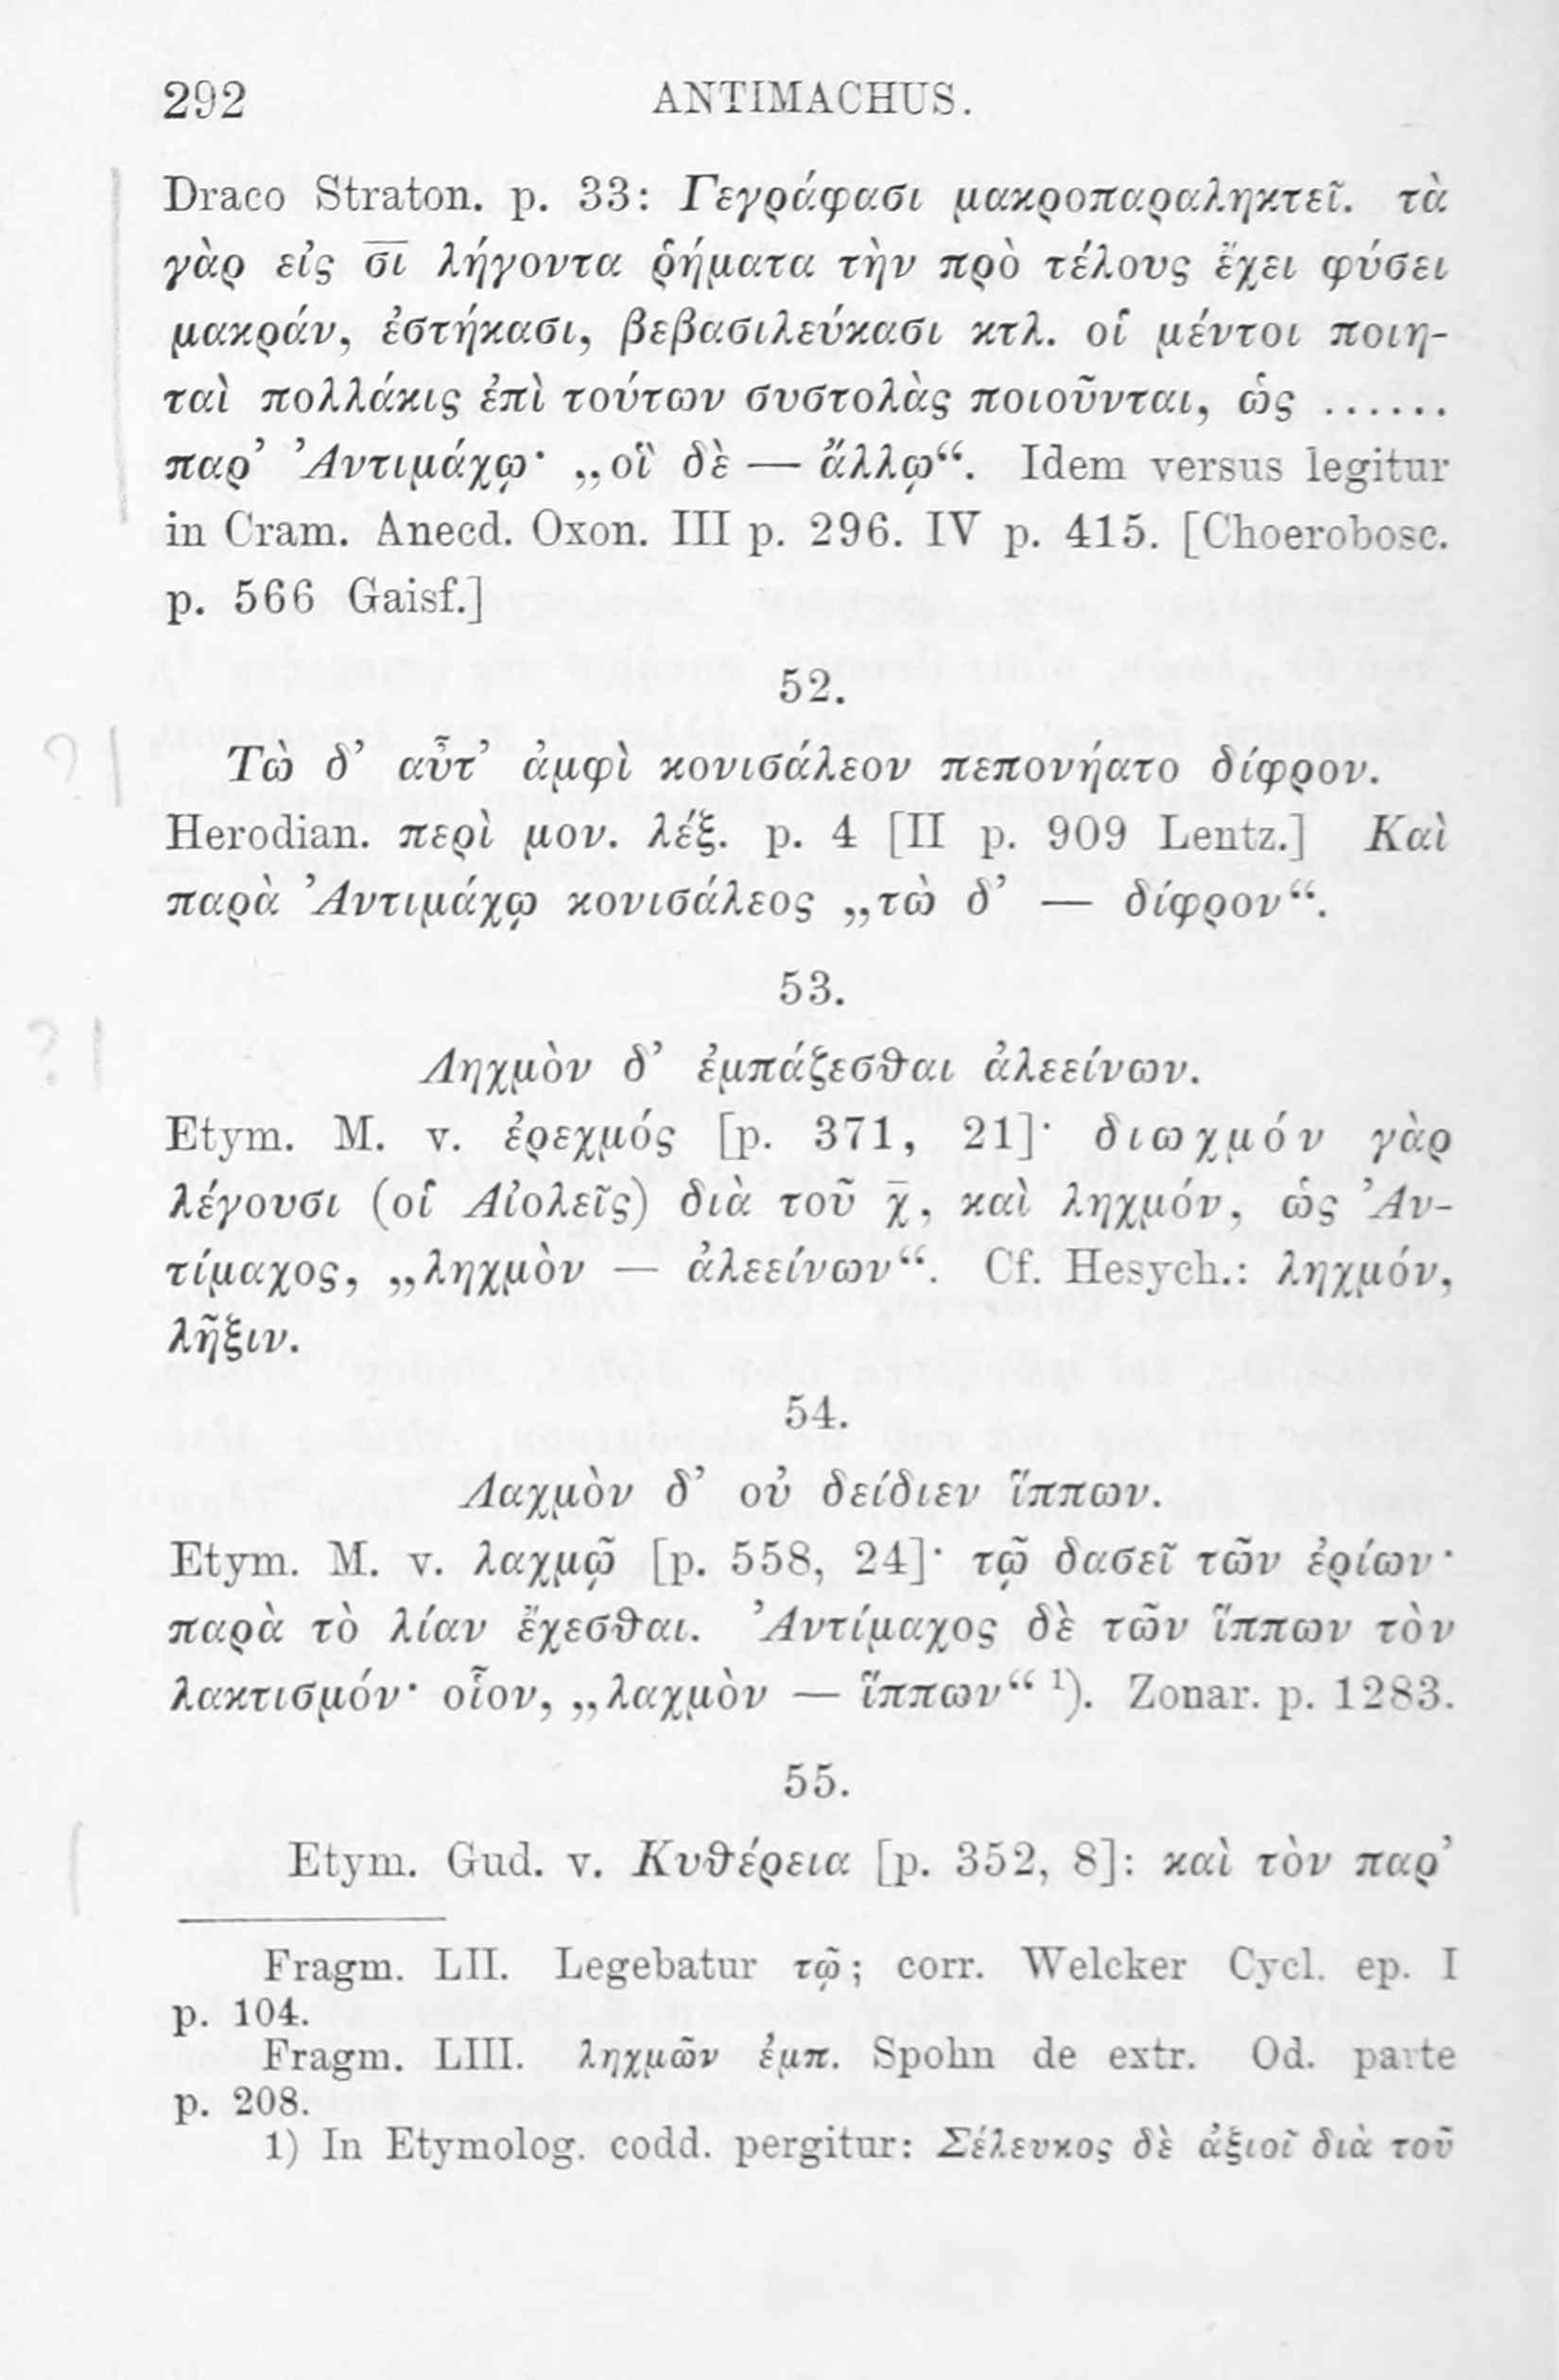 292 ANTIMACHUS.
Draco Straton. p. 33: Γεγράφασι μακροπαραληκτεῖ. τὰ
γὰρ εἰς σ̅ι̅ λήγοντα ῥήματα τὴν πρὸ τέλους ἔχει φύσει
μακράν, ἑστήκασι, βεβασιλεύκασι κτλ. οἱ μέντοι ποιη-
ταὶ πολλάκις ἐπὶ τούτων συστολὰς ποιοῦνται, ὡς ......
παρ’ Ἀντιμάχῳ· „οἳ δὲ — ἄλλῳ“. Idem versus legitur
in Cram. Anecd. Oxon. III p. 296. IV p. 415. [Choerobosc.
p. 566 Gaisf.]
52.
?
Τὼ δ’ αὖτ’ ἀμφὶ κονισάλεον πεπονήατο δίφρον.
Herodian. περὶ μον. λέξ. p. 4 [II p. 909 Lentz.] Καὶ
παρὰ Ἀντιμάχῳ κονισάλεος „τὼ δ’ — δίφρον“.
53.
?
Ληχμὸν δ’ ἐμπάζεσθαι ἀλεείνων.
Etym. M. v. ἐρεχμός [p. 371, 21]· διωχμόν γὰρ
λέγουσι (οἱ Αἰολεῖς) διὰ τοῦ χ̅, καὶ ληχμόν, ὡς Ἀν-
τίμαχος, „ληχμὸν — ἀλεείνων“. Cf. Hesych.: ληχμόν,
λῆξιν.
54.
Λαχμὸν δ’ οὐ δείδιεν ἵππων.
Etym. M. v. λαχμῷ [p. 558, 24]· τῷ δασεῖ τῶν ἐρίων·
παρὰ τὸ λίαν ἔχεσθαι. Ἀντίμαχος δὲ τῶν ἵππων τὸν
λακτισμόν· οἷον, „λαχμὸν — ἵππων“ ¹). Zonar. p. 1283.
55.
Etym. Gud. v. Κυθέρεια [p. 352, 8]: καὶ τὸν παρ’
Fragm. LII. Legebatur τῷ; corr. Welcker Cycl. ep. I
p. 104.
Fragm. LIII. ληχμῶν ἐμπ. Spohn de extr. Od. parte
p. 208.
1) In Etymolog. codd. pergitur: Σέλευκος δὲ ἀξιοῖ διὰ τοῦ